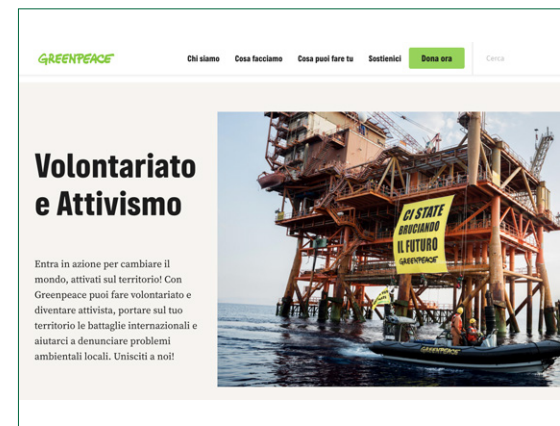 GREENPEACE
Chi siamo Cosa facciamo Cosa puoi fare tu Sostienici Dona ora Cerca
Volontariato
e Attivismo
CI STATE
BRUCIANDO
IL FUTURO
GREENPEACE
Entra in azione per cambiare il
mondo, attivati sul territorio! Con
Greenpeace puoi fare volontariato e
diventare attivista, portare sul tuo
territorio le battaglie internazionali e
aiutarci a denunciare problemi
ambientali locali. Unisciti a noi!
GREENPEACE